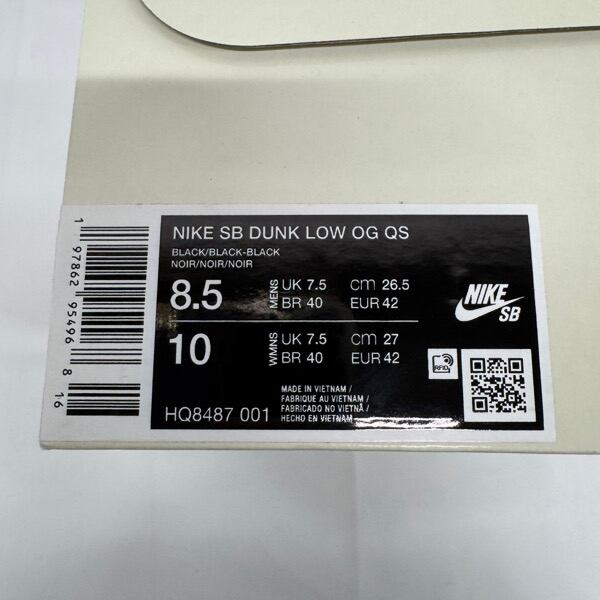 NIKE SB DUNK LOW OG QS
BLACK/BLACK-BLACK
NOIR/NOIR/NOIR
8.5 MENS UK 7.5 cm 26.5
BR 40 EUR 42
10 WMNS UK 7.5 cm 27
BR 40 EUR 42
NIKE SB
RFID
MADE IN VIETNAM /
FABRIQUE AU VIETNAM /
FABRICADO NO VIETNÃ /
HECHO EN VIETNAM
HQ8487 001
1 97862 95496 8 16